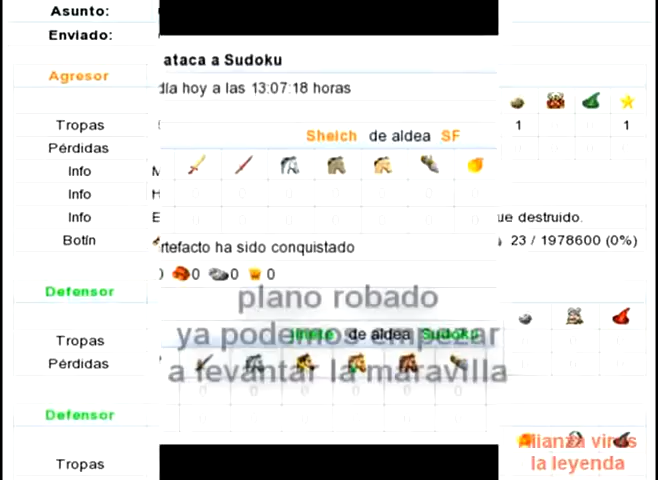 Asunto:
Enviado:
ataca a Sudoku
día hoy a las 13:07:18 horas
Agresor
Sheich de aldea SF
Tropas 1 1
Pérdidas
Info
Info
Info ue destruido.
Botín 23 / 1978600 (0%)
rtefacto ha sido conquistado
0 0 0
Defensor
plano robado
de aldea Sudoku
ya podemos empezar
a levantar la maravilla
Tropas
Pérdidas
Defensor
Tropas
Alianza virus
la leyenda